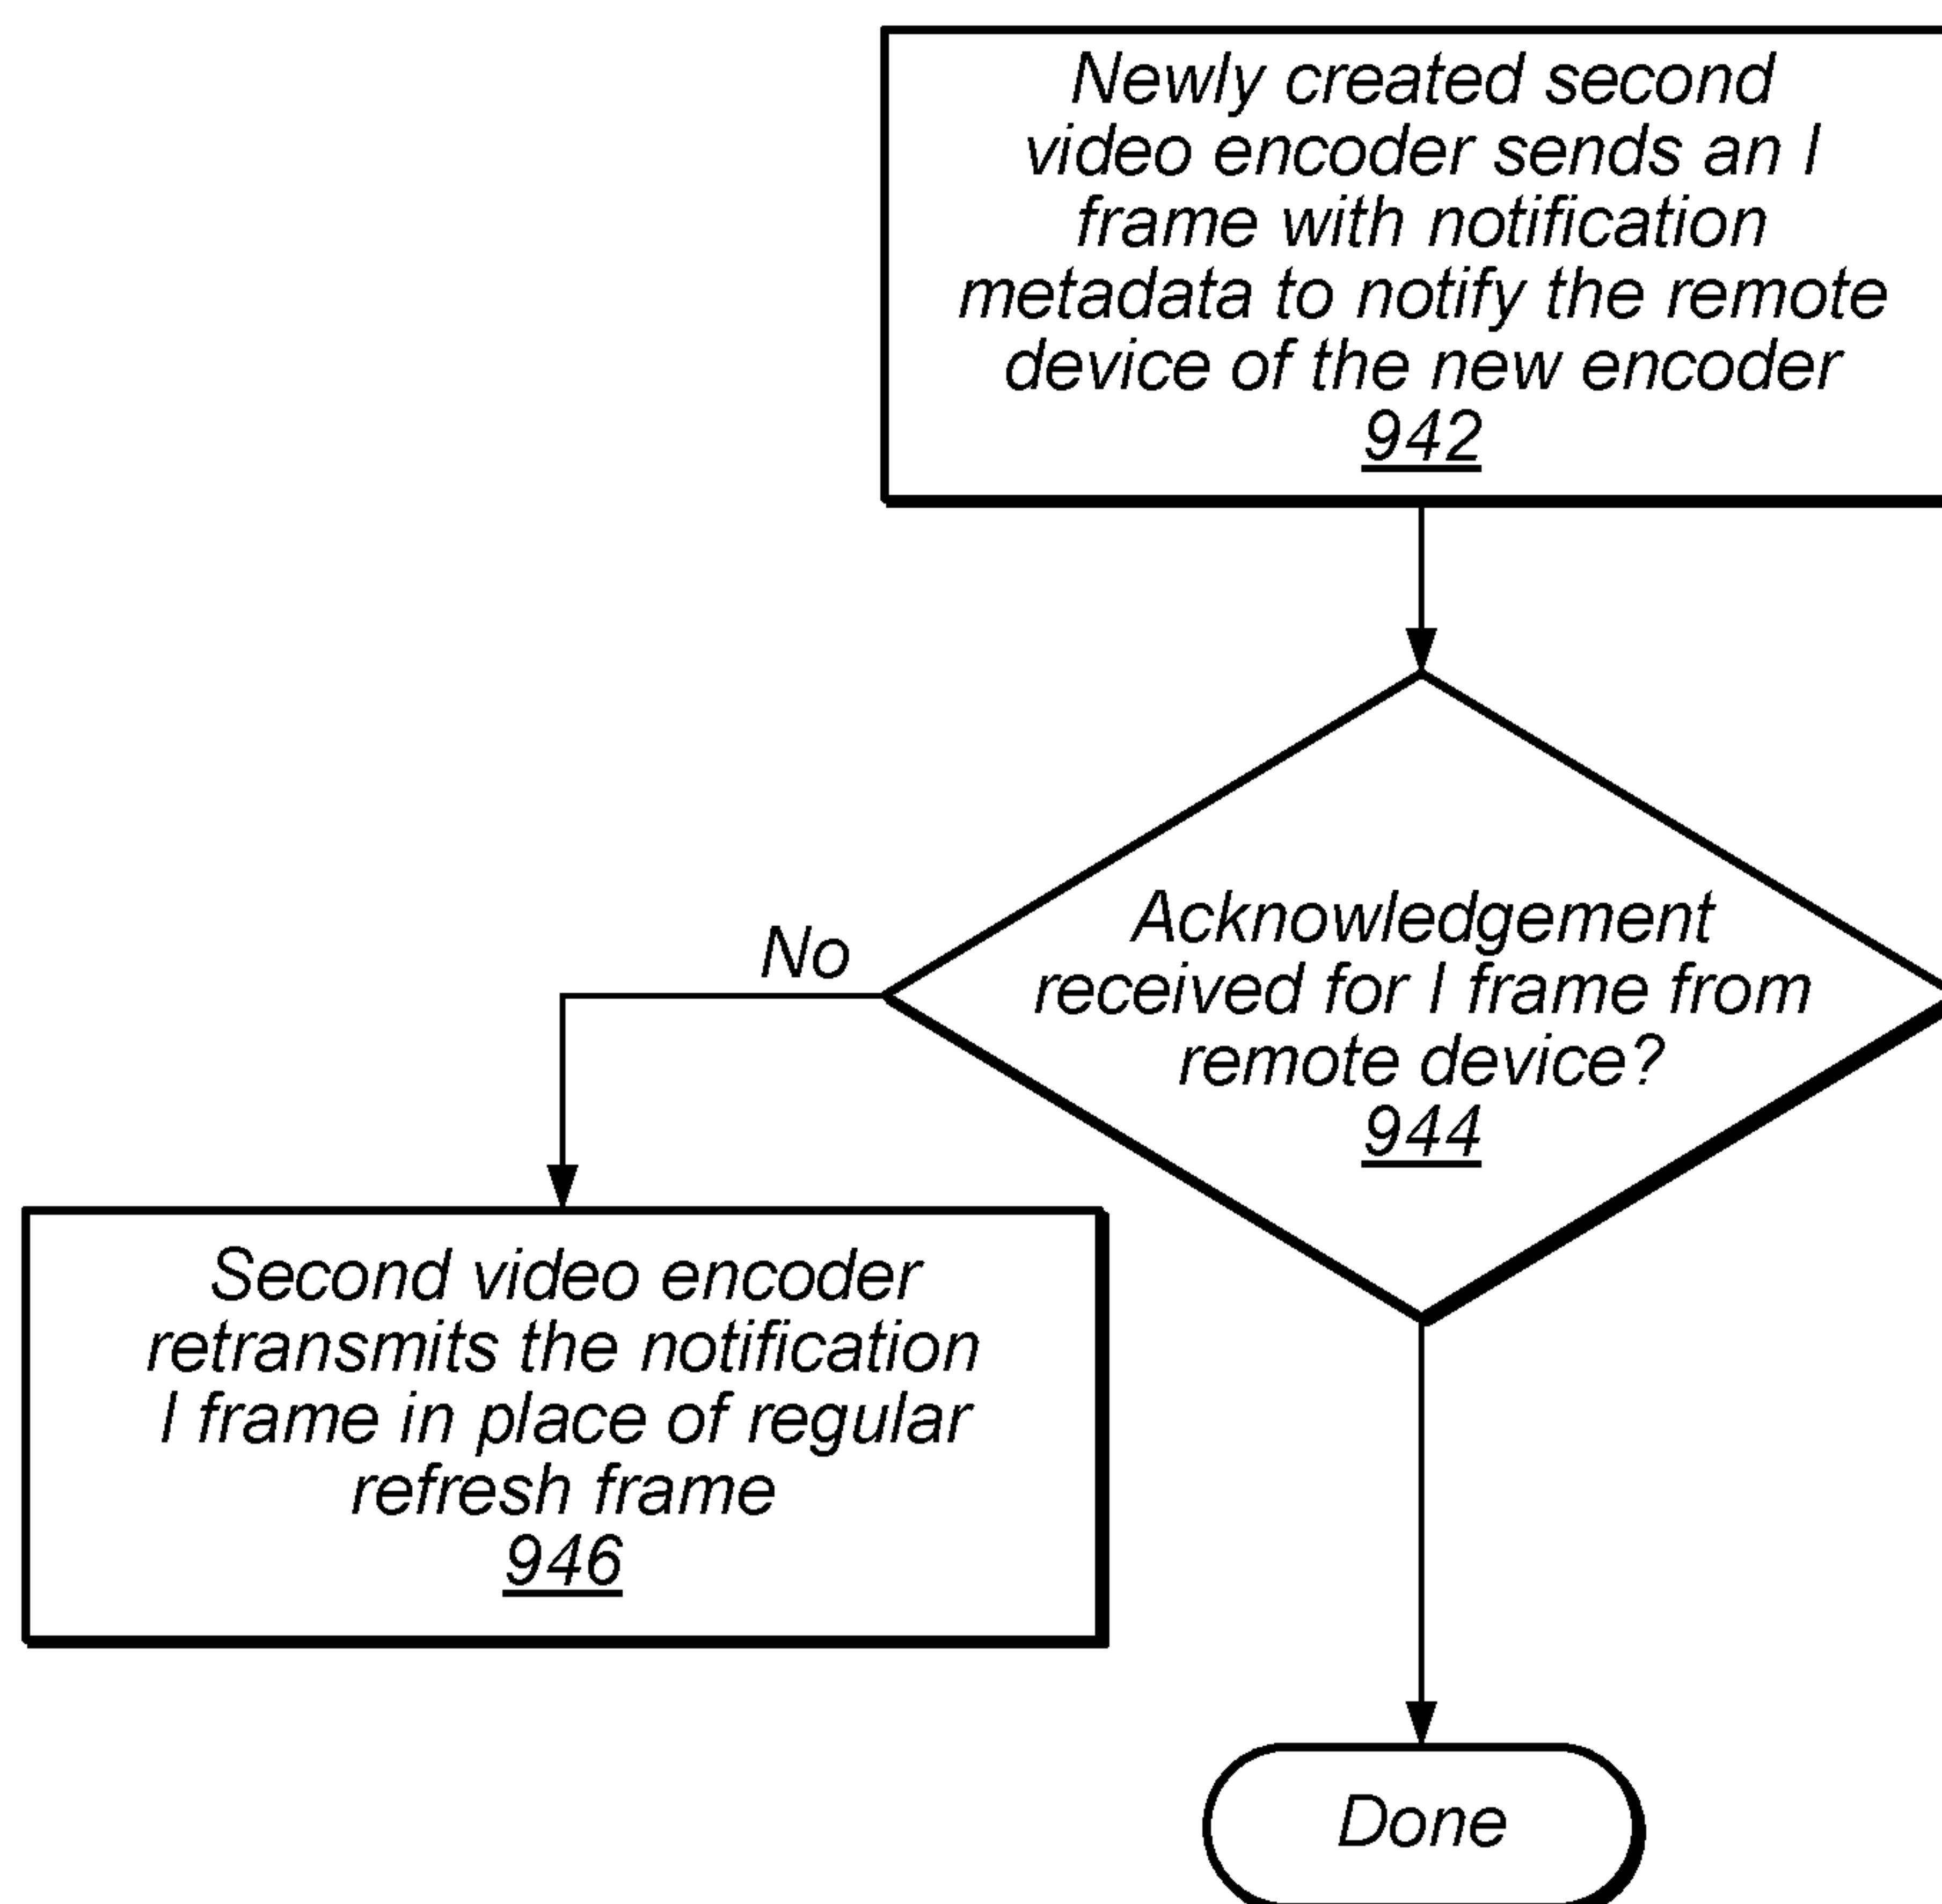 Newly created second
video encoder sends an I
frame with notification
metadata to notify the remote
device of the new encoder
942
Acknowledgement
received for I frame from
remote device?
944
No
Second video encoder
retransmits the notification
I frame in place of regular
refresh frame
946
Done